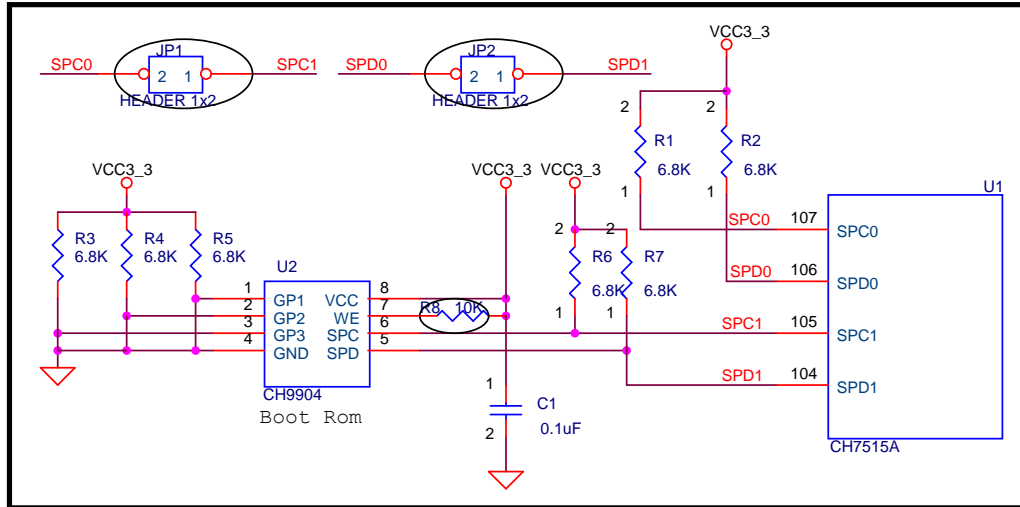 JP1
SPC0 2 1 SPC1
HEADER 1x2
JP2
SPD0 2 1 SPD1
HEADER 1x2
VCC3_3
2 2
R1 R2
6.8K 6.8K
1 1
VCC3_3
R3 R4 R5
6.8K 6.8K 6.8K
VCC3_3 VCC3_3
2 2
R6 R7
6.8K 6.8K
1 1
U2
1 GP1 VCC 8
2 GP2 WE 7
3 GP3 SPC 6
4 GND SPD 5
CH9904
Boot Rom
R8 10K
1
C1
0.1uF
2
U1
SPC0 107 SPC0
SPD0 106 SPD0
SPC1 105 SPC1
SPD1 104 SPD1
CH7515A